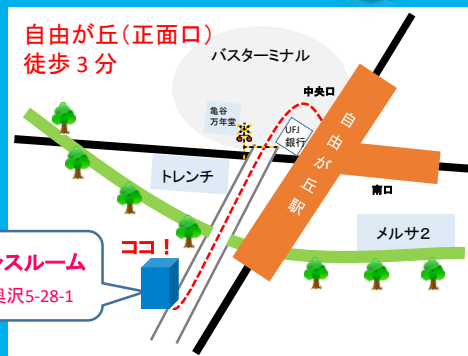 自由が丘（正面口）
徒歩３分
バスターミナル
中央口
亀谷
万年堂
UFJ
銀行
自由が丘駅
トレンチ
南口
メルサ２
ココ！
スルーム
5-28-1